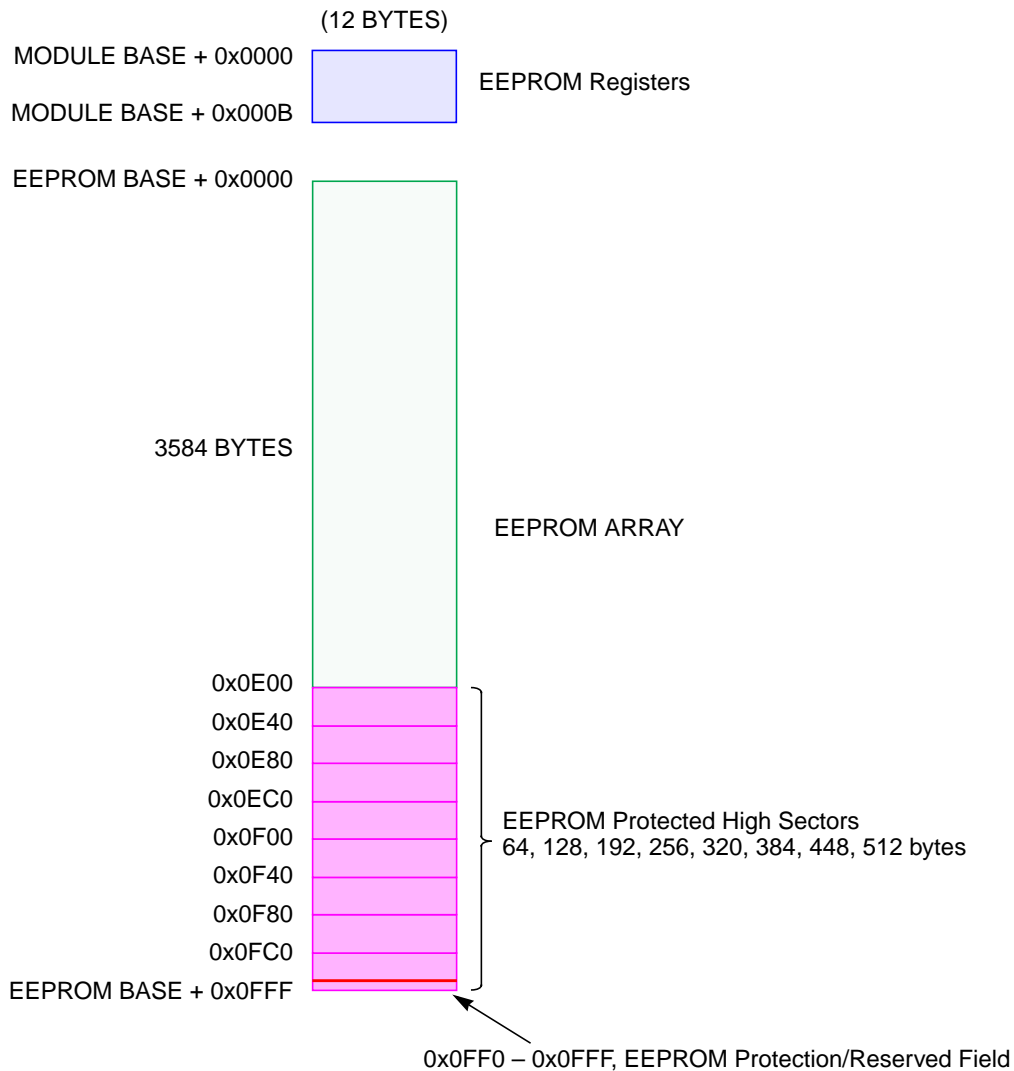 (12 BYTES)
MODULE BASE + 0x0000
EEPROM Registers
MODULE BASE + 0x000B
EEPROM BASE + 0x0000
3584 BYTES
EEPROM ARRAY
0x0E00
0x0E40
0x0E80
0x0EC0
EEPROM Protected High Sectors
0x0F00
64, 128, 192, 256, 320, 384, 448, 512 bytes
0x0F40
0x0F80
0x0FC0
EEPROM BASE + 0x0FFF
0x0FF0 – 0x0FFF, EEPROM Protection/Reserved Field